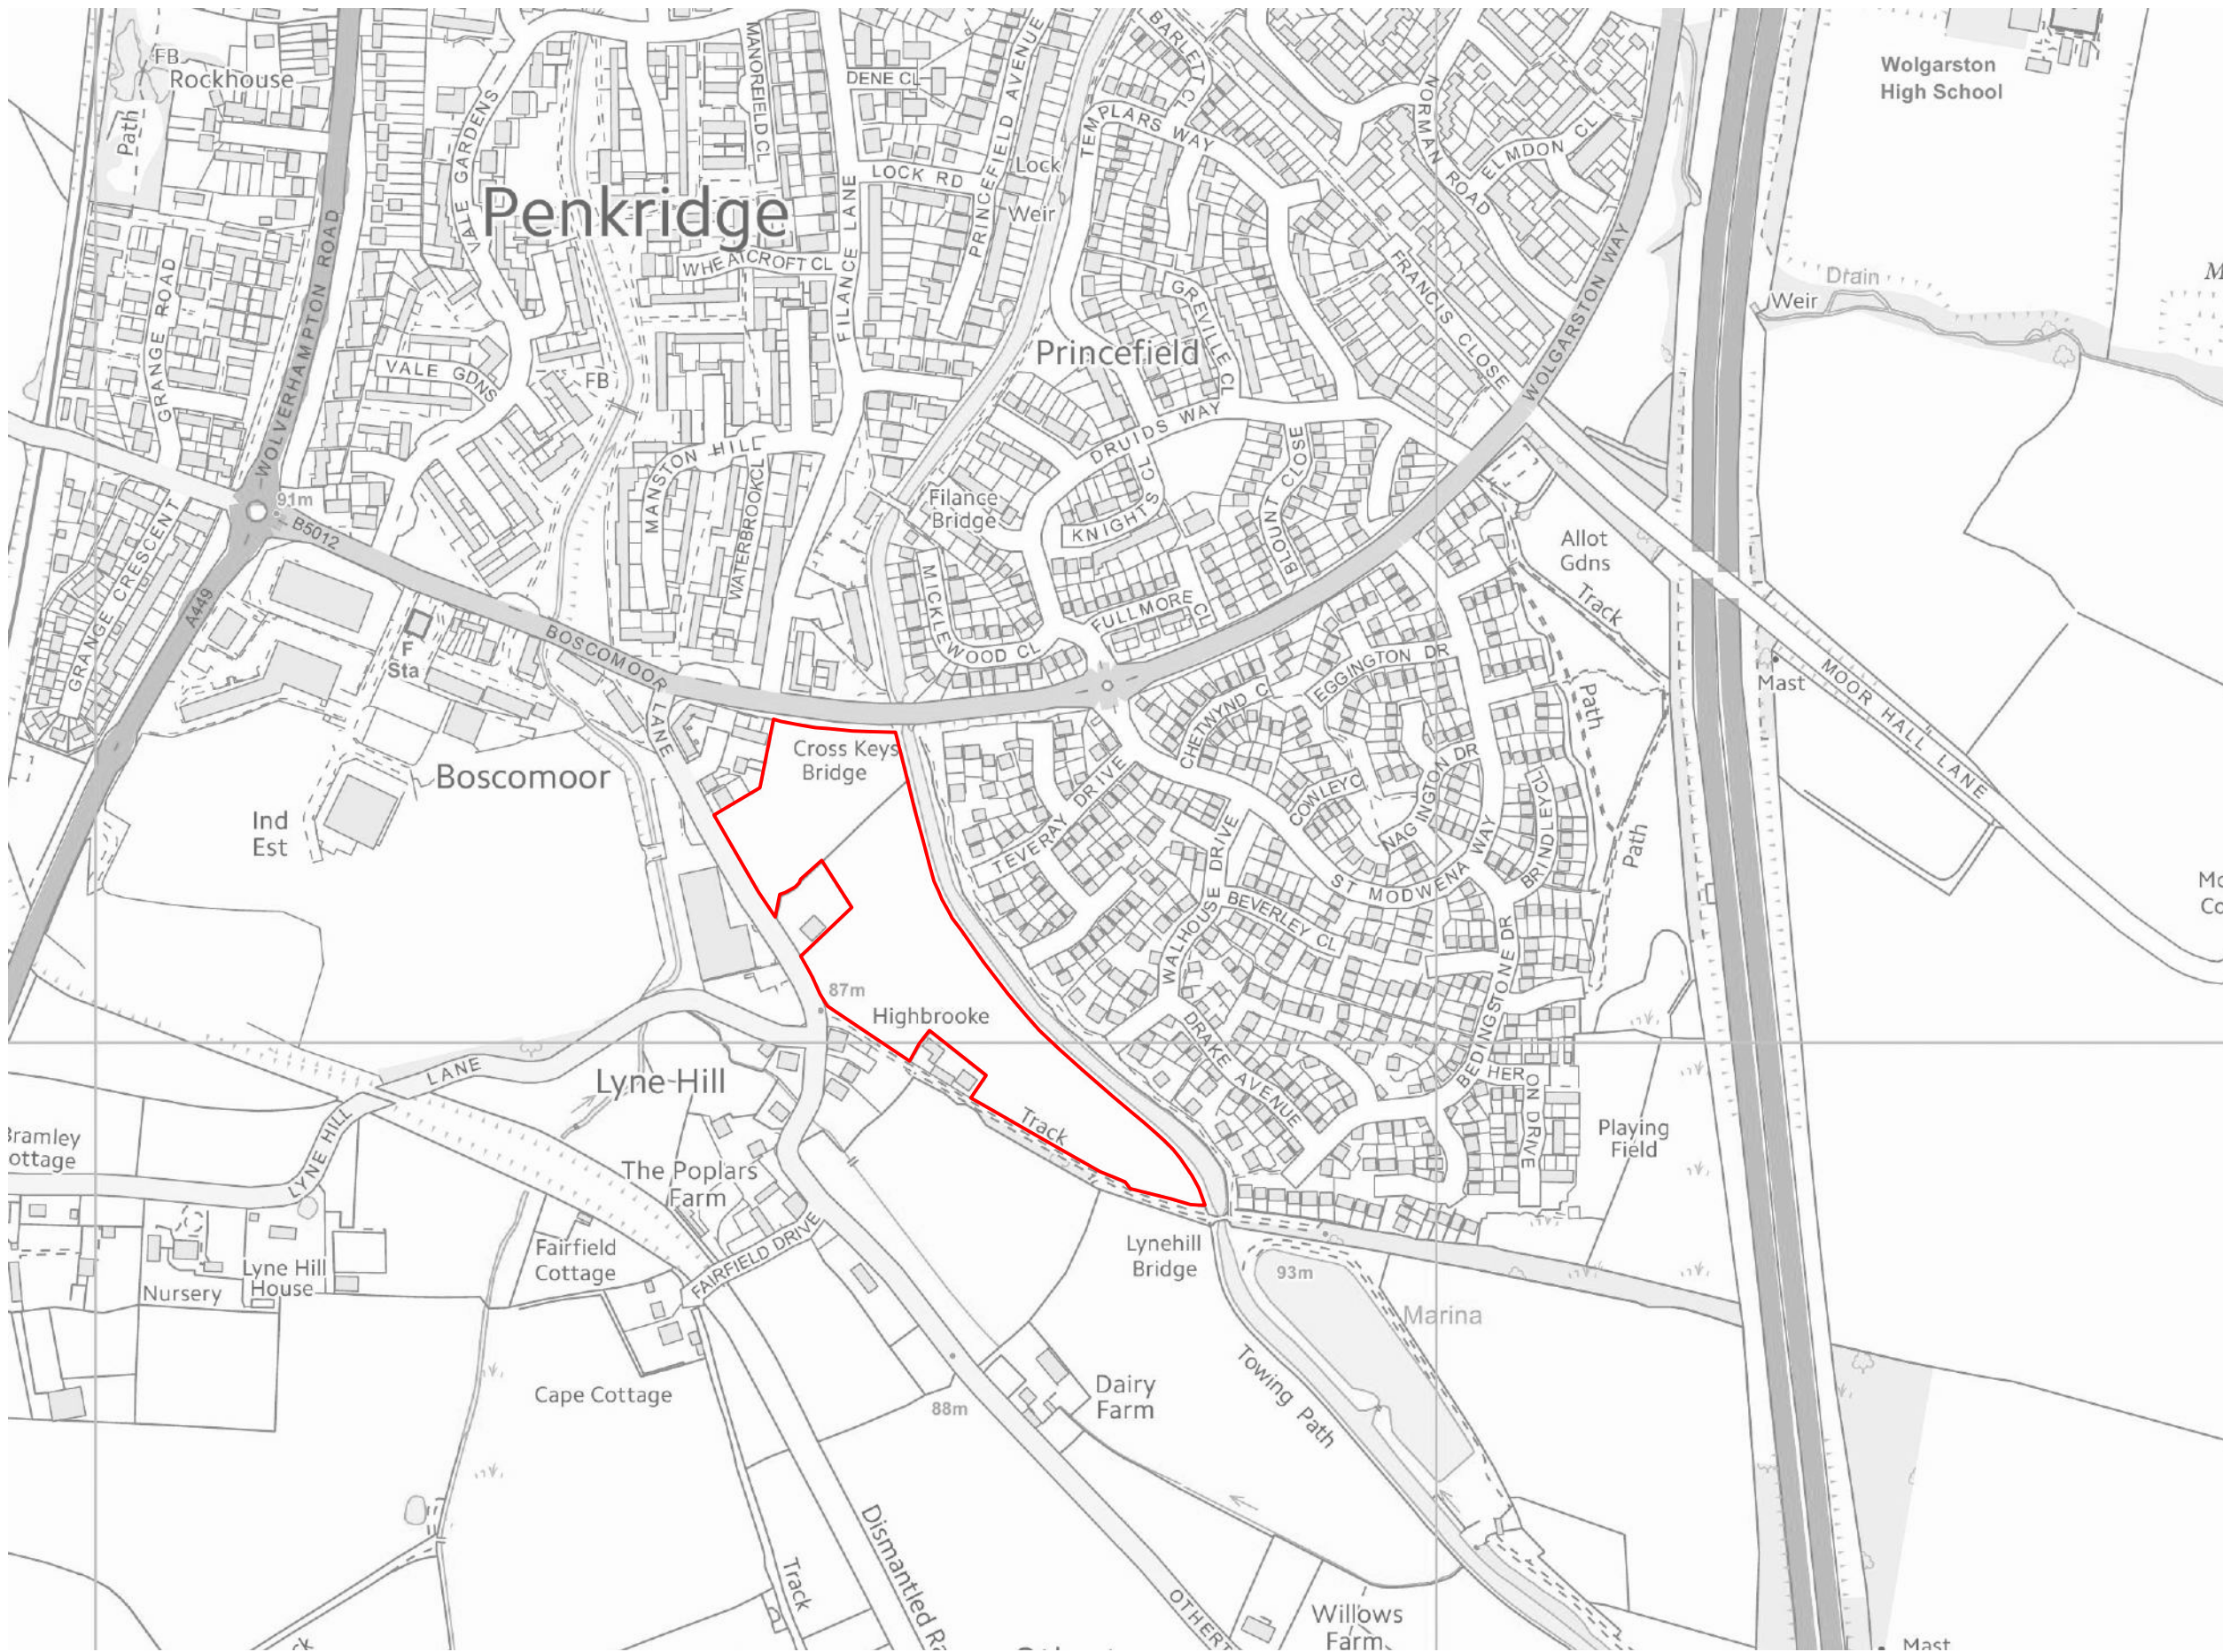 FB
Rockhouse
Path
VALE GARDENS
MANORFIELD CL
DENE CL
PRINCEFIELD AVENUE
BARLETT CL
TEMPLARS WAY
NORMAN ROAD
ELMDON CL
Wolgarston
High School
Penkridge
WOLVERHAMPTON ROAD
GRANGE ROAD
WHEATCROFT CL
FILANCE LANE
LOCK RD
Lock
Weir
FRANCIS CLOSE
WOLGARSTON WAY
Drain
Weir
M
VALE GDNS
FB
Princefield
GREVILLE CL
DRUIDS WAY
MANSTON HILL
WATERBROOK CL
Filance
Bridge
KNIGHTS CL
BLOUNT CLOSE
91m
B5012
GRANGE CRESCENT
A449
F
Sta
BOSCOMOOR LANE
MICKLEWOOD CL
FULLMORE CL
Allot
Gdns
Track
EGGINGTON DR
CHETWYND C
Path
Mast
MOOR HALL LANE
Cross Keys
Bridge
Boscomoor
Ind
Est
TEVERAY DRIVE
COWLEY C
NAGINGTON DR
BRINDLEY CL
Path
ST MODWENA WAY
WALHOUSE DRIVE
BEVERLEY CL
BEDINGSTONE DR
Mo
Co
87m
Highbrooke
DRAKE AVENUE
HERON DRIVE
LYNE HILL LANE
Lyne Hill
Track
Playing
Field
Bramley
ottage
The Poplars
Farm
FAIRFIELD DRIVE
Fairfield
Cottage
Lyne Hill
House
Nursery
Lynehill
Bridge
93m
Marina
Towing Path
Cape Cottage
88m
Dairy
Farm
Dismantled Ra
Track
OTHERT
Willows
Farm
Mast